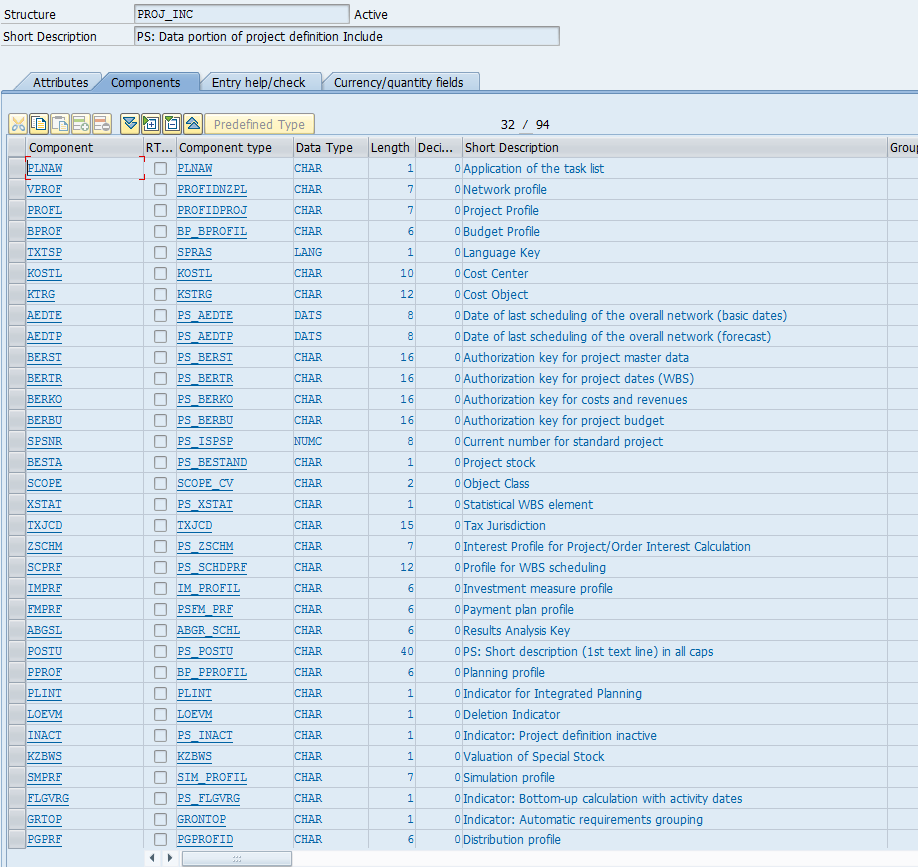 Structure PROJ_INC Active
Short Description PS: Data portion of project definition Include
Attributes Components Entry help/check Currency/quantity fields
Predefined Type 32 / 94
Component RT... Component type Data Type Length Deci... Short Description Group
PLNAW PLNAW CHAR 1 0 Application of the task list
VPROF PROFIDNZPL CHAR 7 0 Network profile
PROFL PROFIDPROJ CHAR 7 0 Project Profile
BPROF BP_BPROFIL CHAR 6 0 Budget Profile
TXTSP SPRAS LANG 1 0 Language Key
KOSTL KOSTL CHAR 10 0 Cost Center
KTRG KSTRG CHAR 12 0 Cost Object
AEDTE PS_AEDTE DATS 8 0 Date of last scheduling of the overall network (basic dates)
AEDTP PS_AEDTP DATS 8 0 Date of last scheduling of the overall network (forecast)
BERST PS_BERST CHAR 16 0 Authorization key for project master data
BERTR PS_BERTR CHAR 16 0 Authorization key for project dates (WBS)
BERKO PS_BERKO CHAR 16 0 Authorization key for costs and revenues
BERBU PS_BERBU CHAR 16 0 Authorization key for project budget
SPSNR PS_ISPSP NUMC 8 0 Current number for standard project
BESTA PS_BESTAND CHAR 1 0 Project stock
SCOPE SCOPE_CV CHAR 2 0 Object Class
XSTAT PS_XSTAT CHAR 1 0 Statistical WBS element
TXJCD TXJCD CHAR 15 0 Tax Jurisdiction
ZSCHM PS_ZSCHM CHAR 7 0 Interest Profile for Project/Order Interest Calculation
SCPRF PS_SCHDPRF CHAR 12 0 Profile for WBS scheduling
IMPRF IM_PROFIL CHAR 6 0 Investment measure profile
FMPRF PSFM_PRF CHAR 6 0 Payment plan profile
ABGSL ABGR_SCHL CHAR 6 0 Results Analysis Key
POSTU PS_POSTU CHAR 40 0 PS: Short description (1st text line) in all caps
PPROF BP_PPROFIL CHAR 6 0 Planning profile
PLINT PLINT CHAR 1 0 Indicator for Integrated Planning
LOEVM LOEVM CHAR 1 0 Deletion Indicator
INACT PS_INACT CHAR 1 0 Indicator: Project definition inactive
KZBWS KZBWS CHAR 1 0 Valuation of Special Stock
SMPRF SIM_PROFIL CHAR 7 0 Simulation profile
FLGVRG PS_FLGVRG CHAR 1 0 Indicator: Bottom-up calculation with activity dates
GRTOP GRONTOP CHAR 1 0 Indicator: Automatic requirements grouping
PGPRF PGPROFID CHAR 6 0 Distribution profile